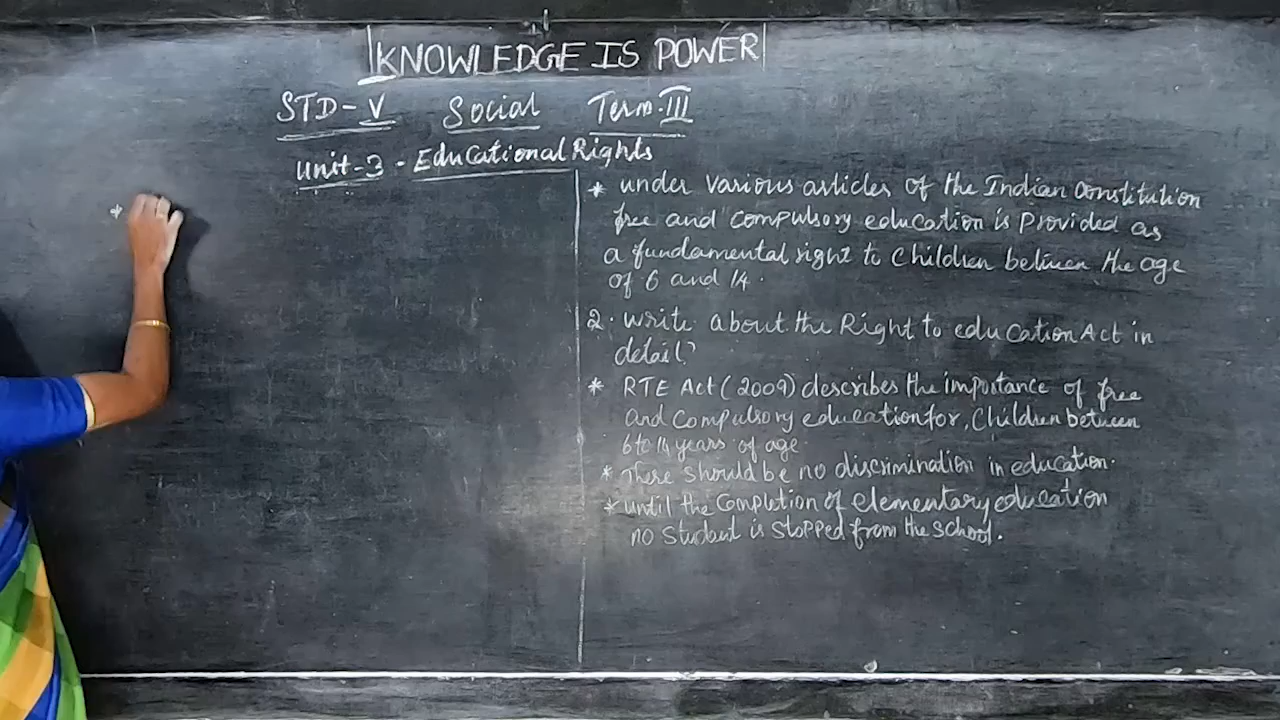 KNOWLEDGE IS POWER
STD - V Social Term-III
Unit-3 - Educational Rights
*
* under various articles of the Indian Constitution
free and compulsory education is provided as
a fundamental right to children between the age
of 6 and 14.
2. write about the Right to education Act in
detail?
* RTE Act (2009) describes the importance of free
and compulsory education for, children between
6 to 14 years of age
* There should be no discrimination in education.
* until the completion of elementary education
no student is stopped from the school.